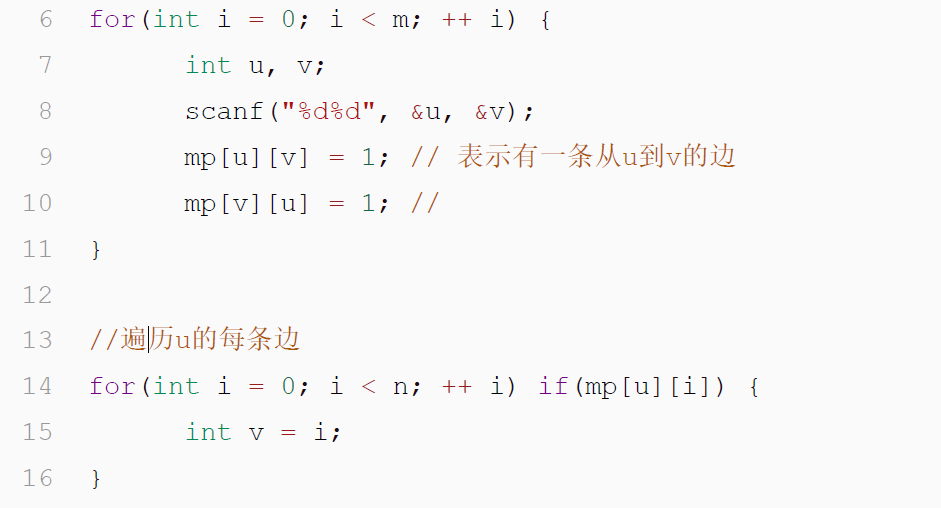 6 for(int i = 0; i < m; ++ i) {
7 int u, v;
8 scanf("%d%d", &u, &v);
9 mp[u][v] = 1; // 表示有一条从u到v的边
10 mp[v][u] = 1; //
11 }
12
13 //遍历u的每条边
14 for(int i = 0; i < n; ++ i) if(mp[u][i]) {
15 int v = i;
16 }